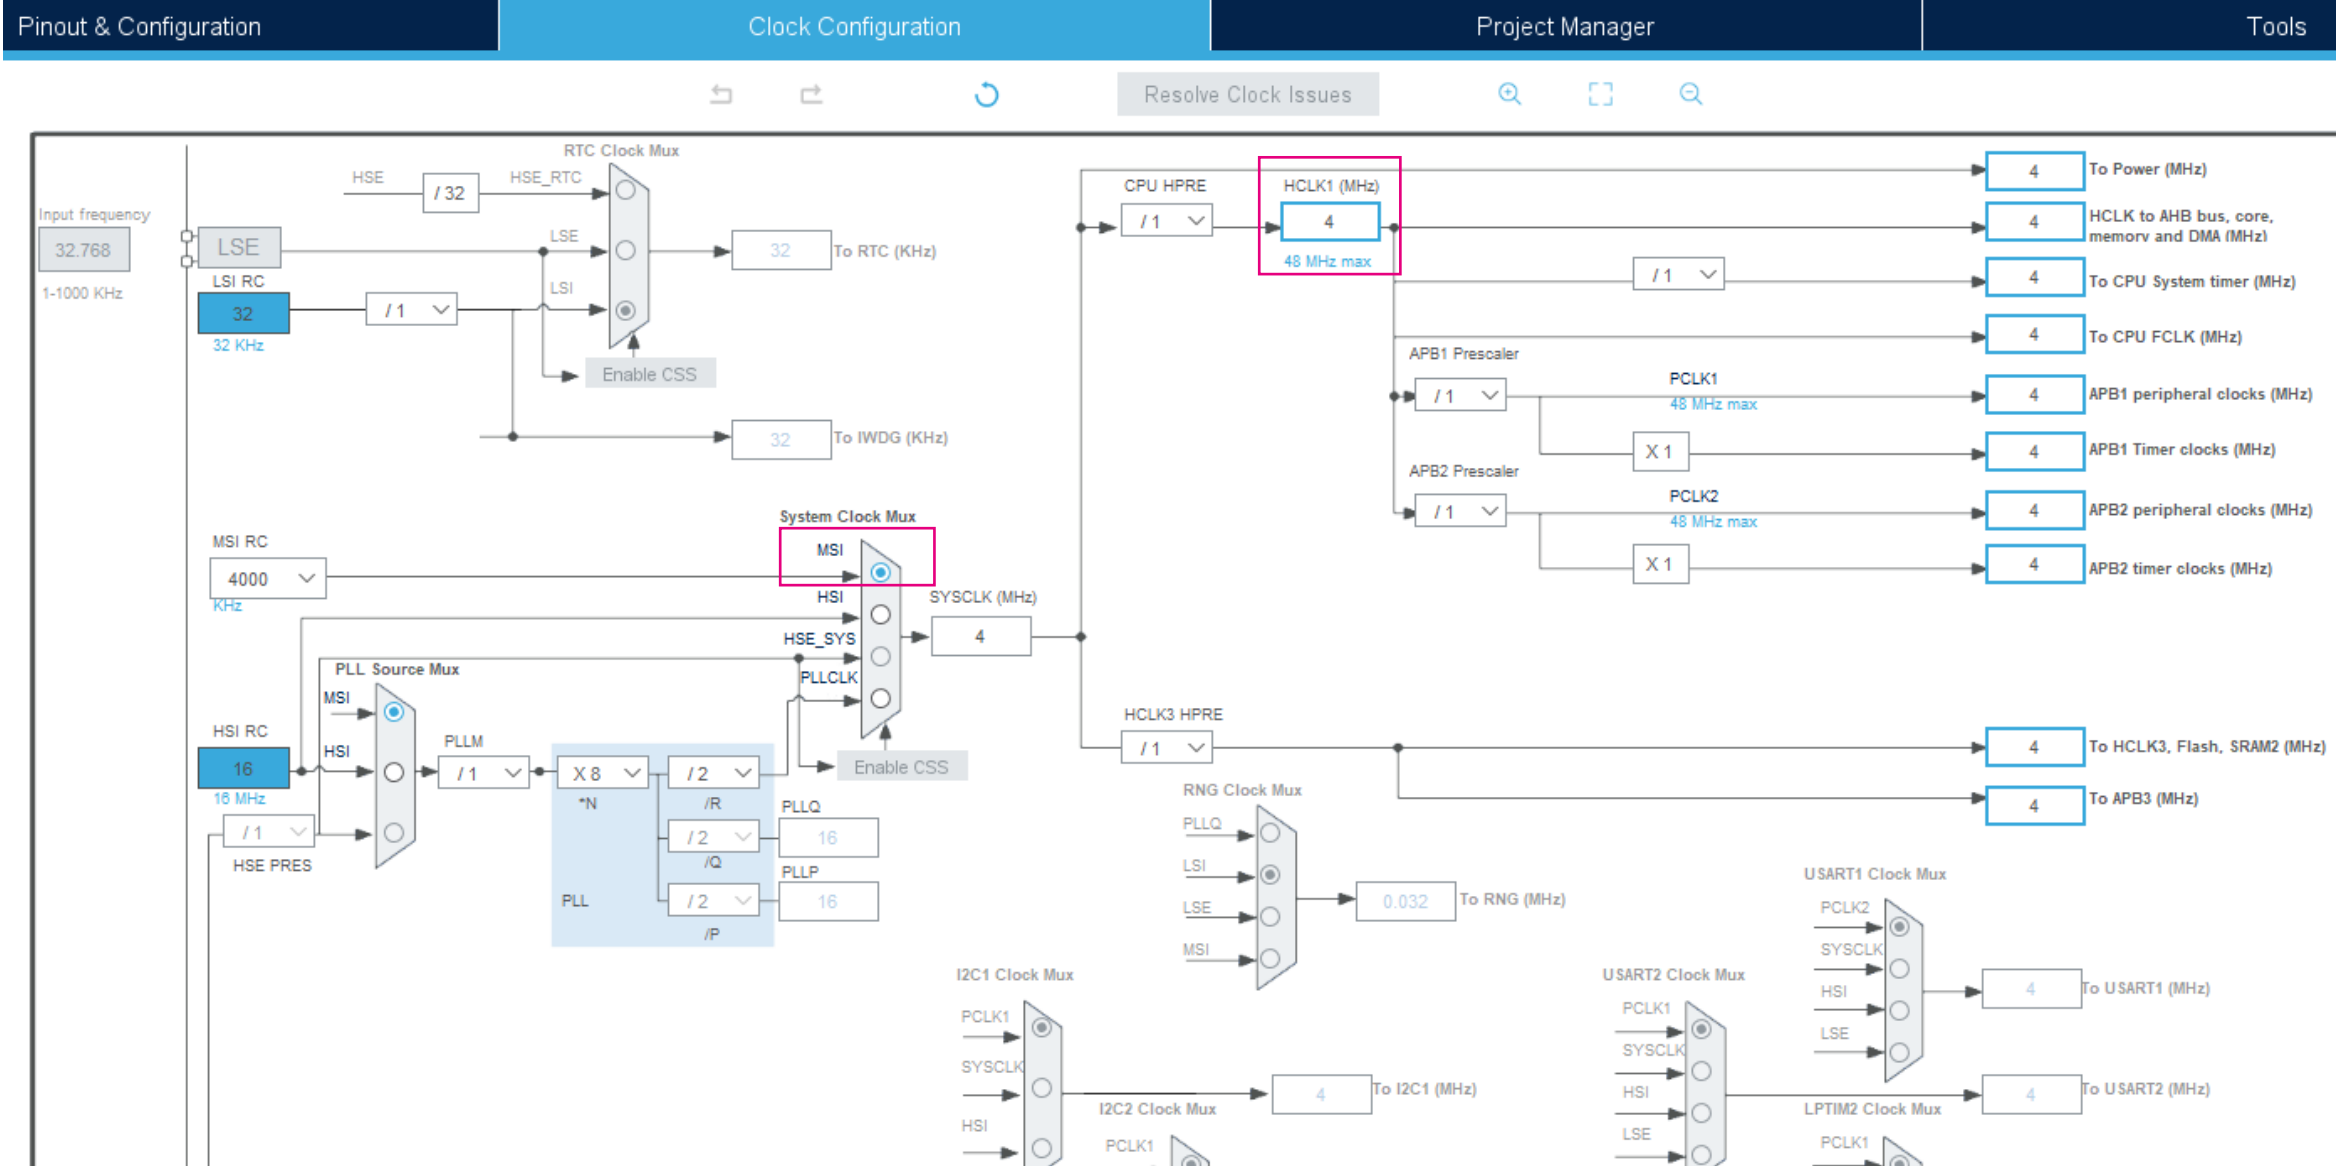 Pinout & Configuration
Clock Configuration
Project Manager
Tools
Resolve Clock Issues
RTC Clock Mux
HSE
/ 32
HSE_RTC
Input frequency
32.768
1-1000 KHz
LSE
LSE
32
To RTC (KHz)
LSI RC
32
32 KHz
/ 1
LSI
Enable CSS
32
To IWDG (KHz)
CPU HPRE
/ 1
HCLK1 (MHz)
4
48 MHz max
4
To Power (MHz)
4
HCLK to AHB bus, core,
memory and DMA (MHz)
/ 1
4
To CPU System timer (MHz)
4
To CPU FCLK (MHz)
APB1 Prescaler
/ 1
PCLK1
48 MHz max
4
APB1 peripheral clocks (MHz)
X 1
4
APB1 Timer clocks (MHz)
APB2 Prescaler
/ 1
PCLK2
48 MHz max
4
APB2 peripheral clocks (MHz)
X 1
4
APB2 timer clocks (MHz)
System Clock Mux
MSI RC
4000
KHz
MSI
HSI
HSE_SYS
PLLCLK
SYSCLK (MHz)
4
Enable CSS
PLL Source Mux
MSI
HSI RC
16
16 MHz
HSI
/ 1
HSE PRES
PLLM
/ 1
X 8
*N
/ 2
/R
/ 2
/Q
/ 2
/P
PLL
PLLQ
16
PLLP
16
HCLK3 HPRE
/ 1
4
To HCLK3, Flash, SRAM2 (MHz)
4
To APB3 (MHz)
RNG Clock Mux
PLLQ
LSI
LSE
MSI
0.032
To RNG (MHz)
USART1 Clock Mux
PCLK2
SYSCLK
HSI
LSE
4
To USART1 (MHz)
I2C1 Clock Mux
PCLK1
SYSCLK
HSI
4
To I2C1 (MHz)
I2C2 Clock Mux
PCLK1
USART2 Clock Mux
PCLK1
SYSCLK
HSI
LSE
4
To USART2 (MHz)
LPTIM2 Clock Mux
PCLK1